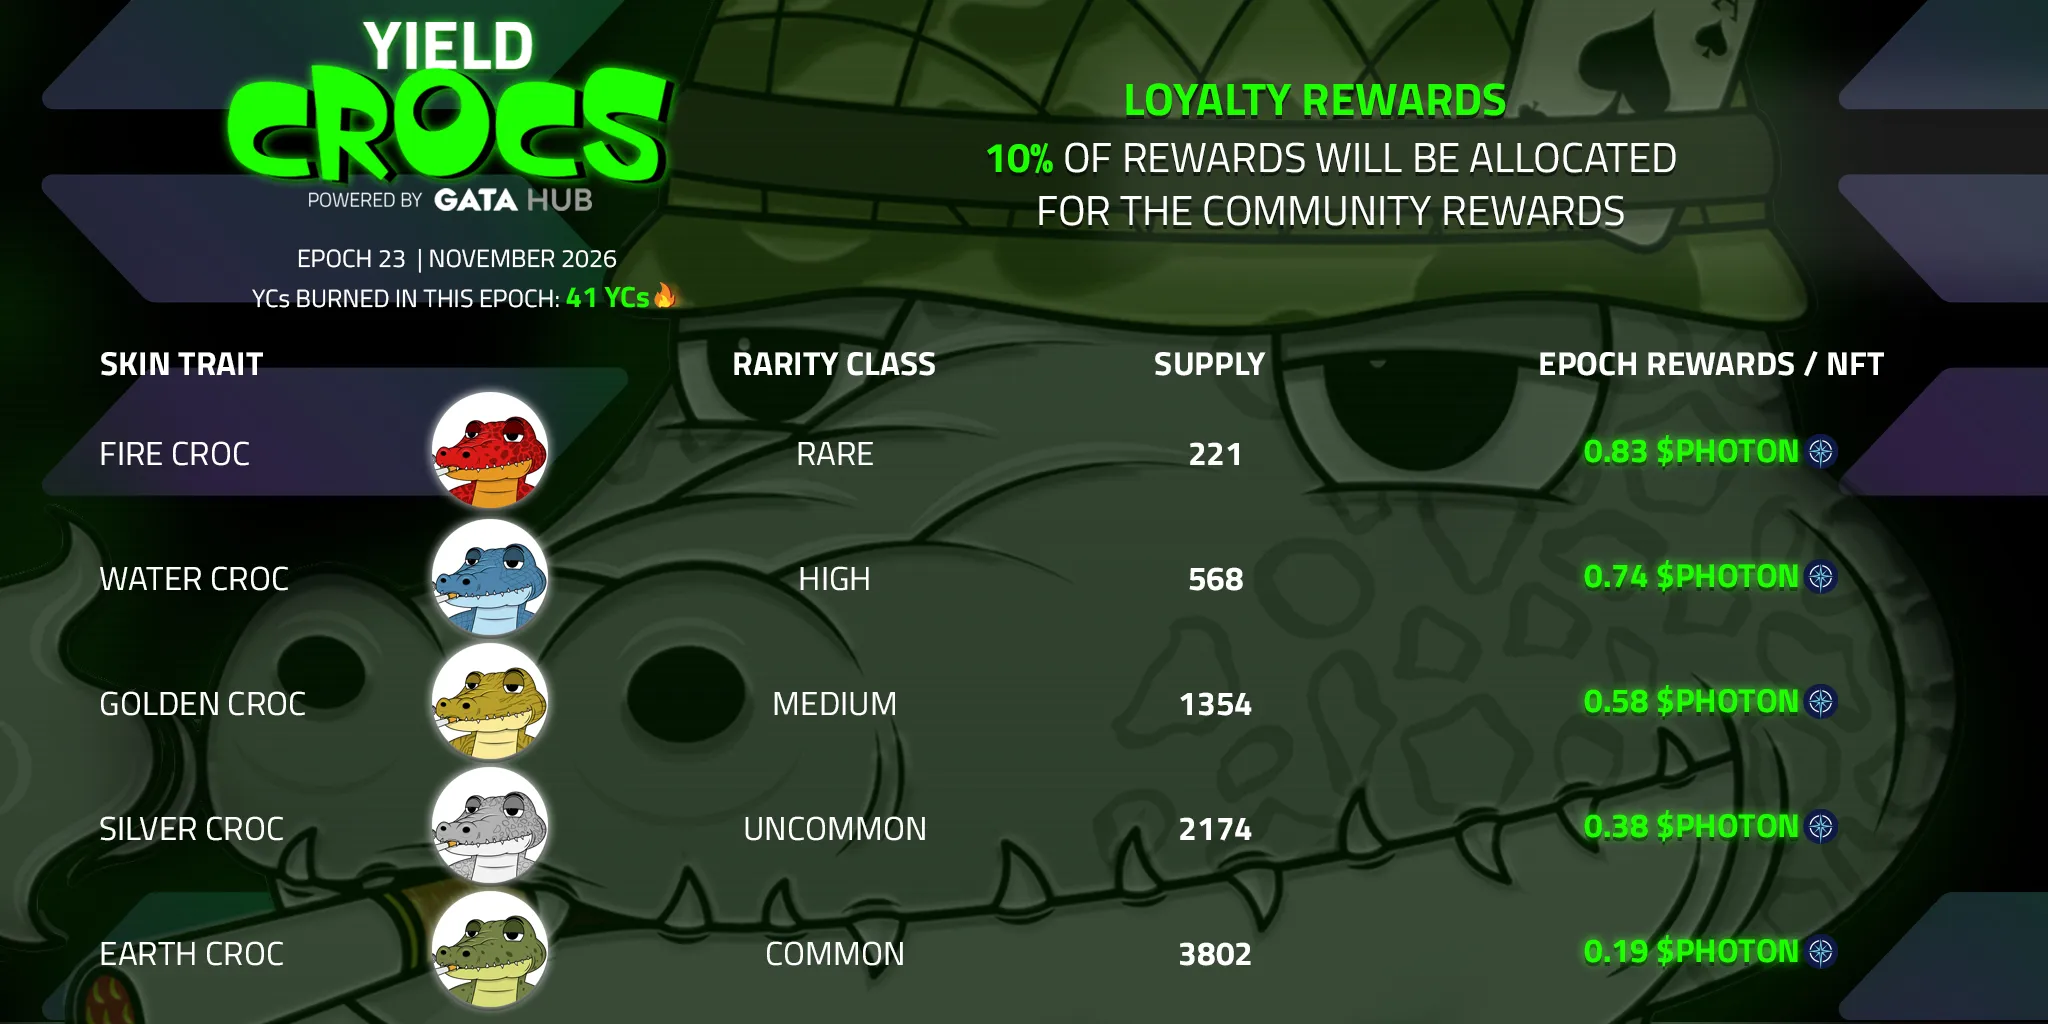 YIELD
CROCS
POWERED BY GATA HUB
EPOCH 23 | NOVEMBER 2026
YCs BURNED IN THIS EPOCH: 41 YCs🔥
LOYALTY REWARDS
10% OF REWARDS WILL BE ALLOCATED
FOR THE COMMUNITY REWARDS
A
SKIN TRAIT RARITY CLASS SUPPLY EPOCH REWARDS / NFT
FIRE CROC RARE 221 0.83 $PHOTON
WATER CROC HIGH 568 0.74 $PHOTON
GOLDEN CROC MEDIUM 1354 0.58 $PHOTON
SILVER CROC UNCOMMON 2174 0.38 $PHOTON
EARTH CROC COMMON 3802 0.19 $PHOTON